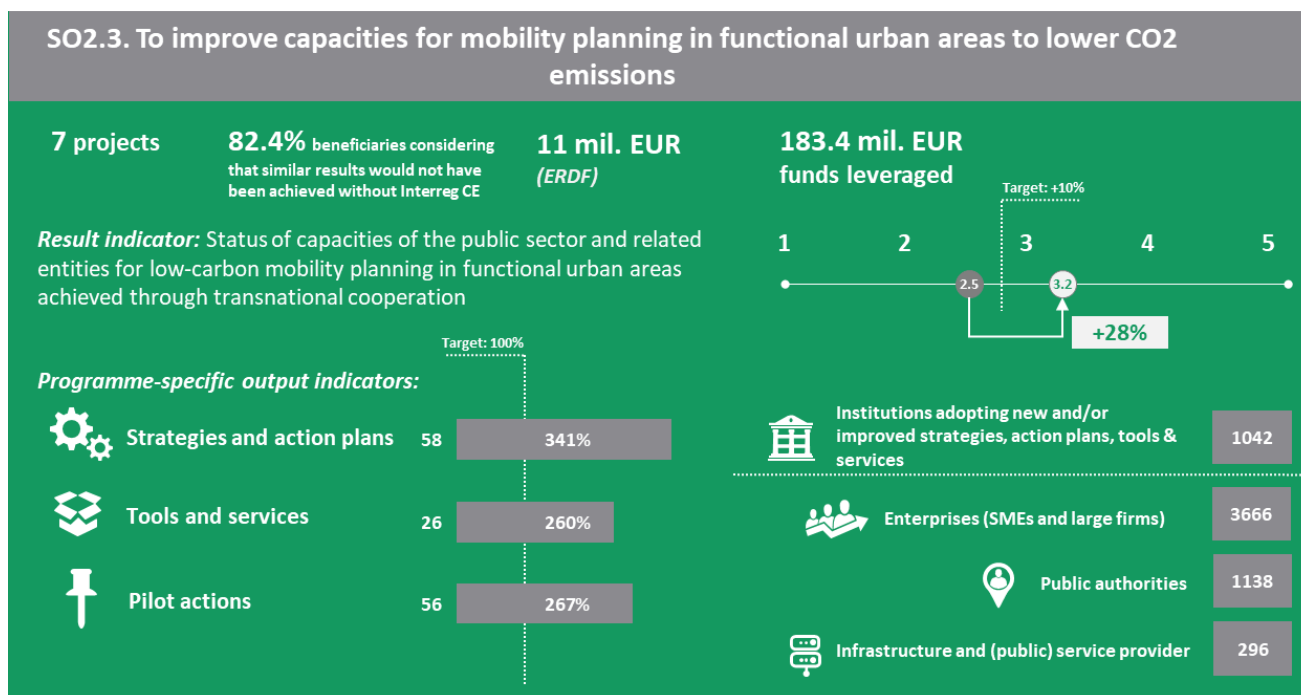 SO2.3. To improve capacities for mobility planning in functional urban areas to lower CO2
emissions
7 projects
82.4% beneficiaries considering
that similar results would not have
been achieved without Interreg CE
11 mil. EUR
(ERDF)
183.4 mil. EUR
funds leveraged
Target: +10%
Result indicator: Status of capacities of the public sector and related
entities for low-carbon mobility planning in functional urban areas
achieved through transnational cooperation
1 2 3 4 5
2.5 3.2
+28%
Target: 100%
Programme-specific output indicators:
Strategies and action plans 58 341%
Tools and services 26 260%
Pilot actions 56 267%
Institutions adopting new and/or
improved strategies, action plans, tools &
services
1042
Enterprises (SMEs and large firms) 3666
Public authorities 1138
Infrastructure and (public) service provider 296